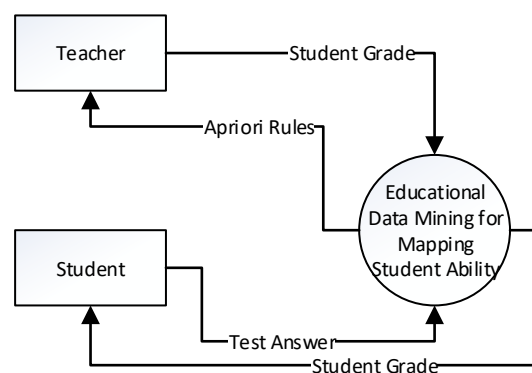 Teacher
Student Grade
Apriori Rules
Educational
Data Mining for
Mapping
Student Ability
Student
Test Answer
Student Grade